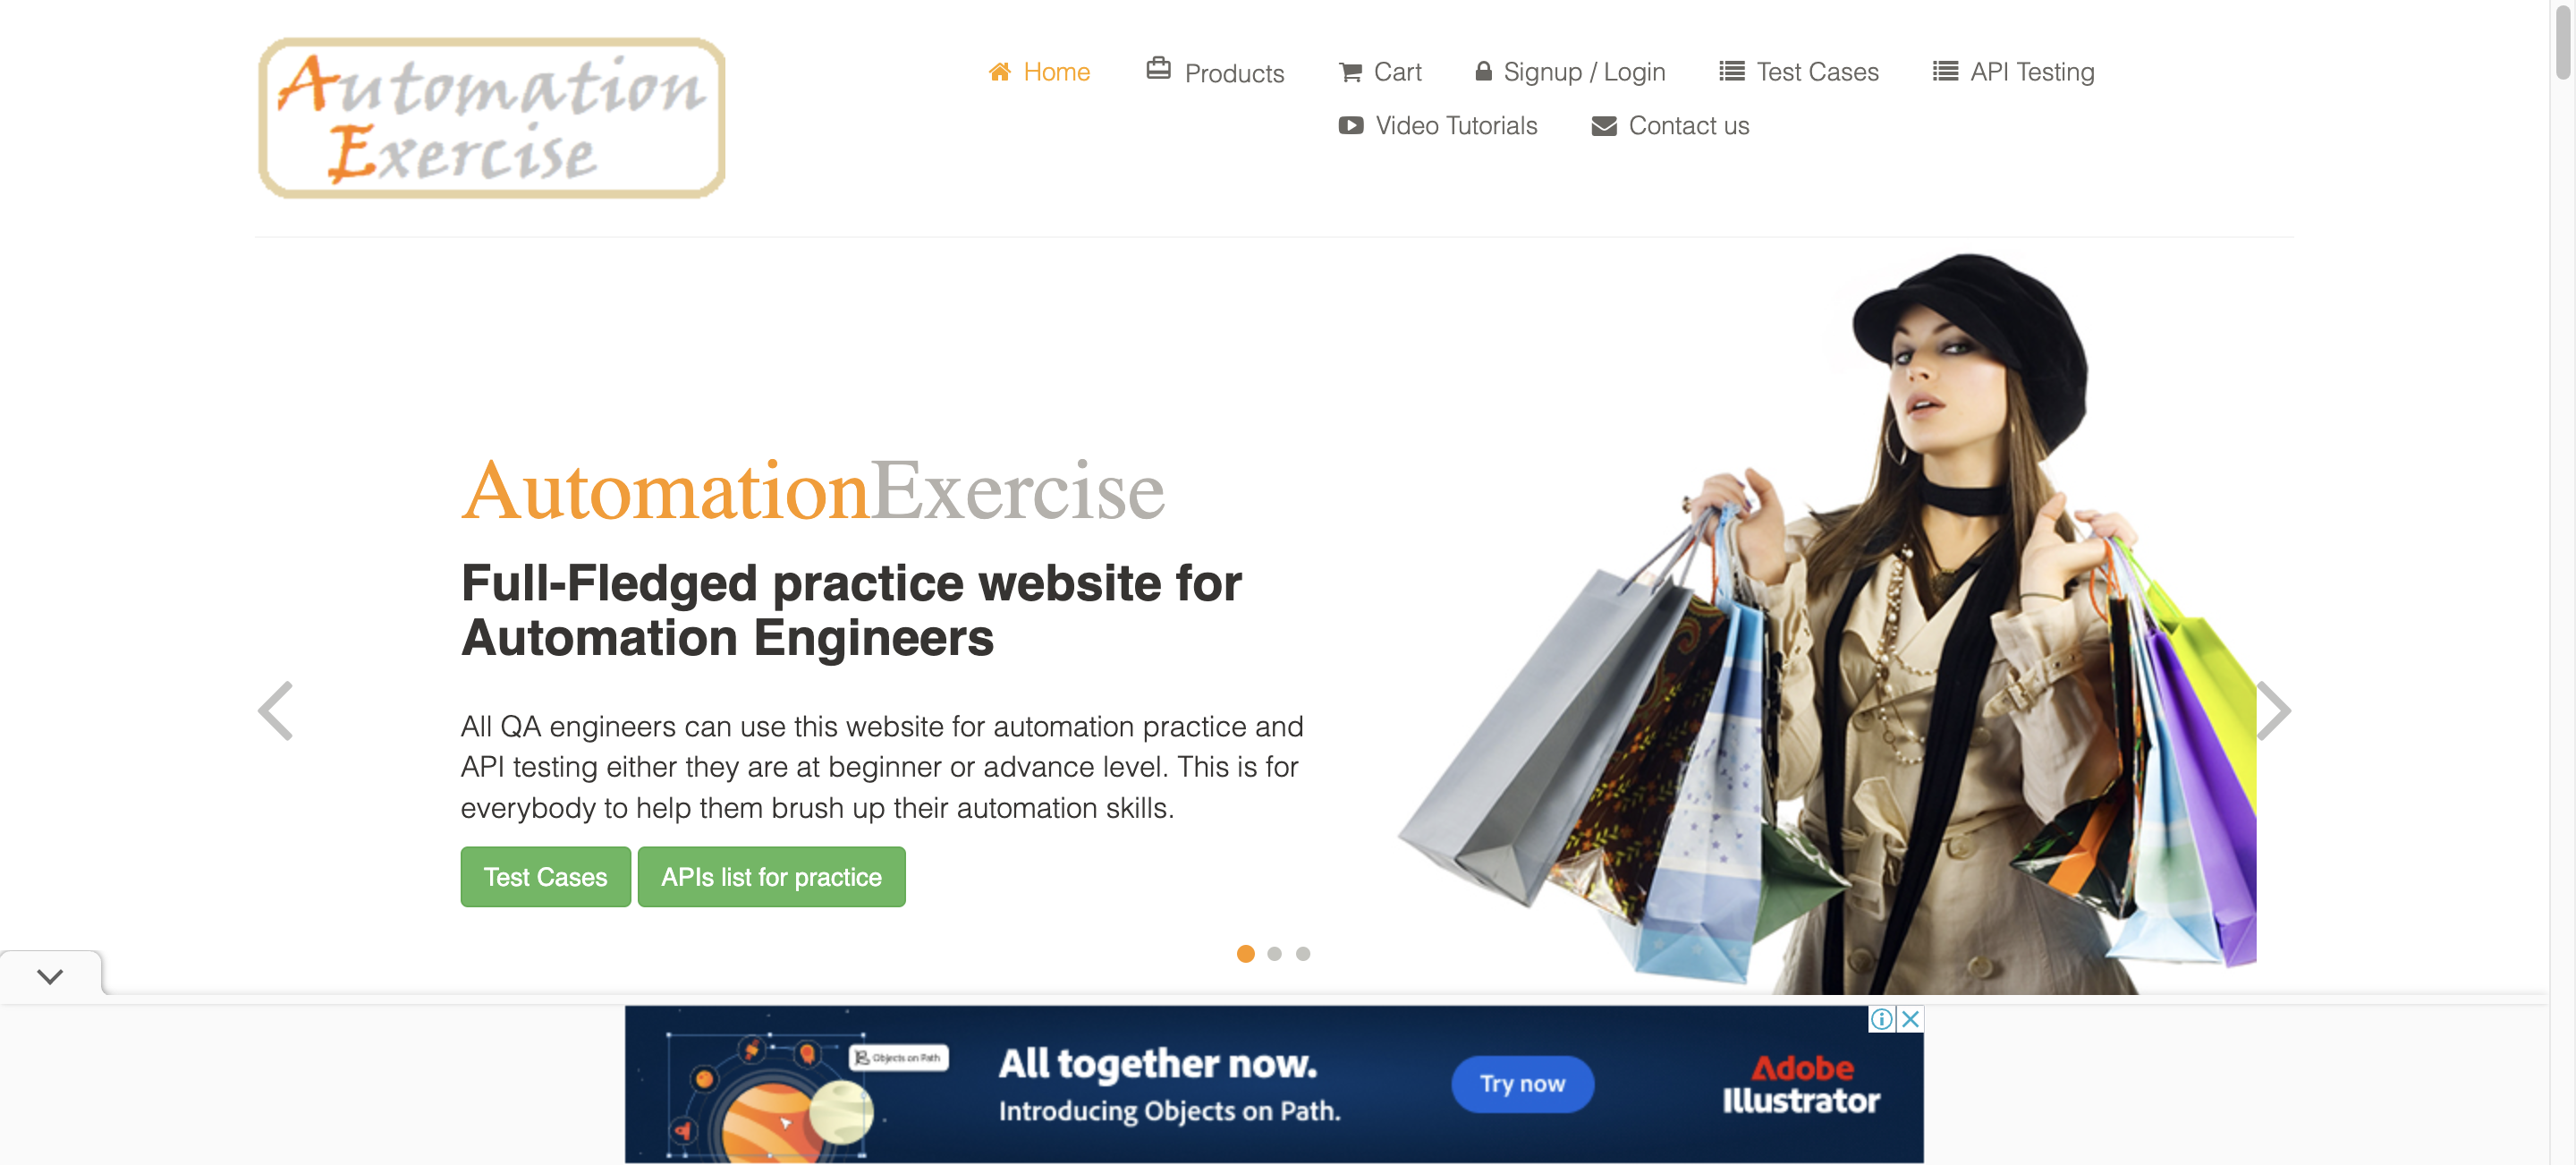 Automation
Exercise
Home
Products
Cart
Signup / Login
Test Cases
API Testing
Video Tutorials
Contact us
AutomationExercise
Full-Fledged practice website for
Automation Engineers
All QA engineers can use this website for automation practice and
API testing either they are at beginner or advance level. This is for
everybody to help them brush up their automation skills.
Test Cases
APIs list for practice
Objects on Path
All together now.
Introducing Objects on Path.
Try now
Adobe
Illustrator